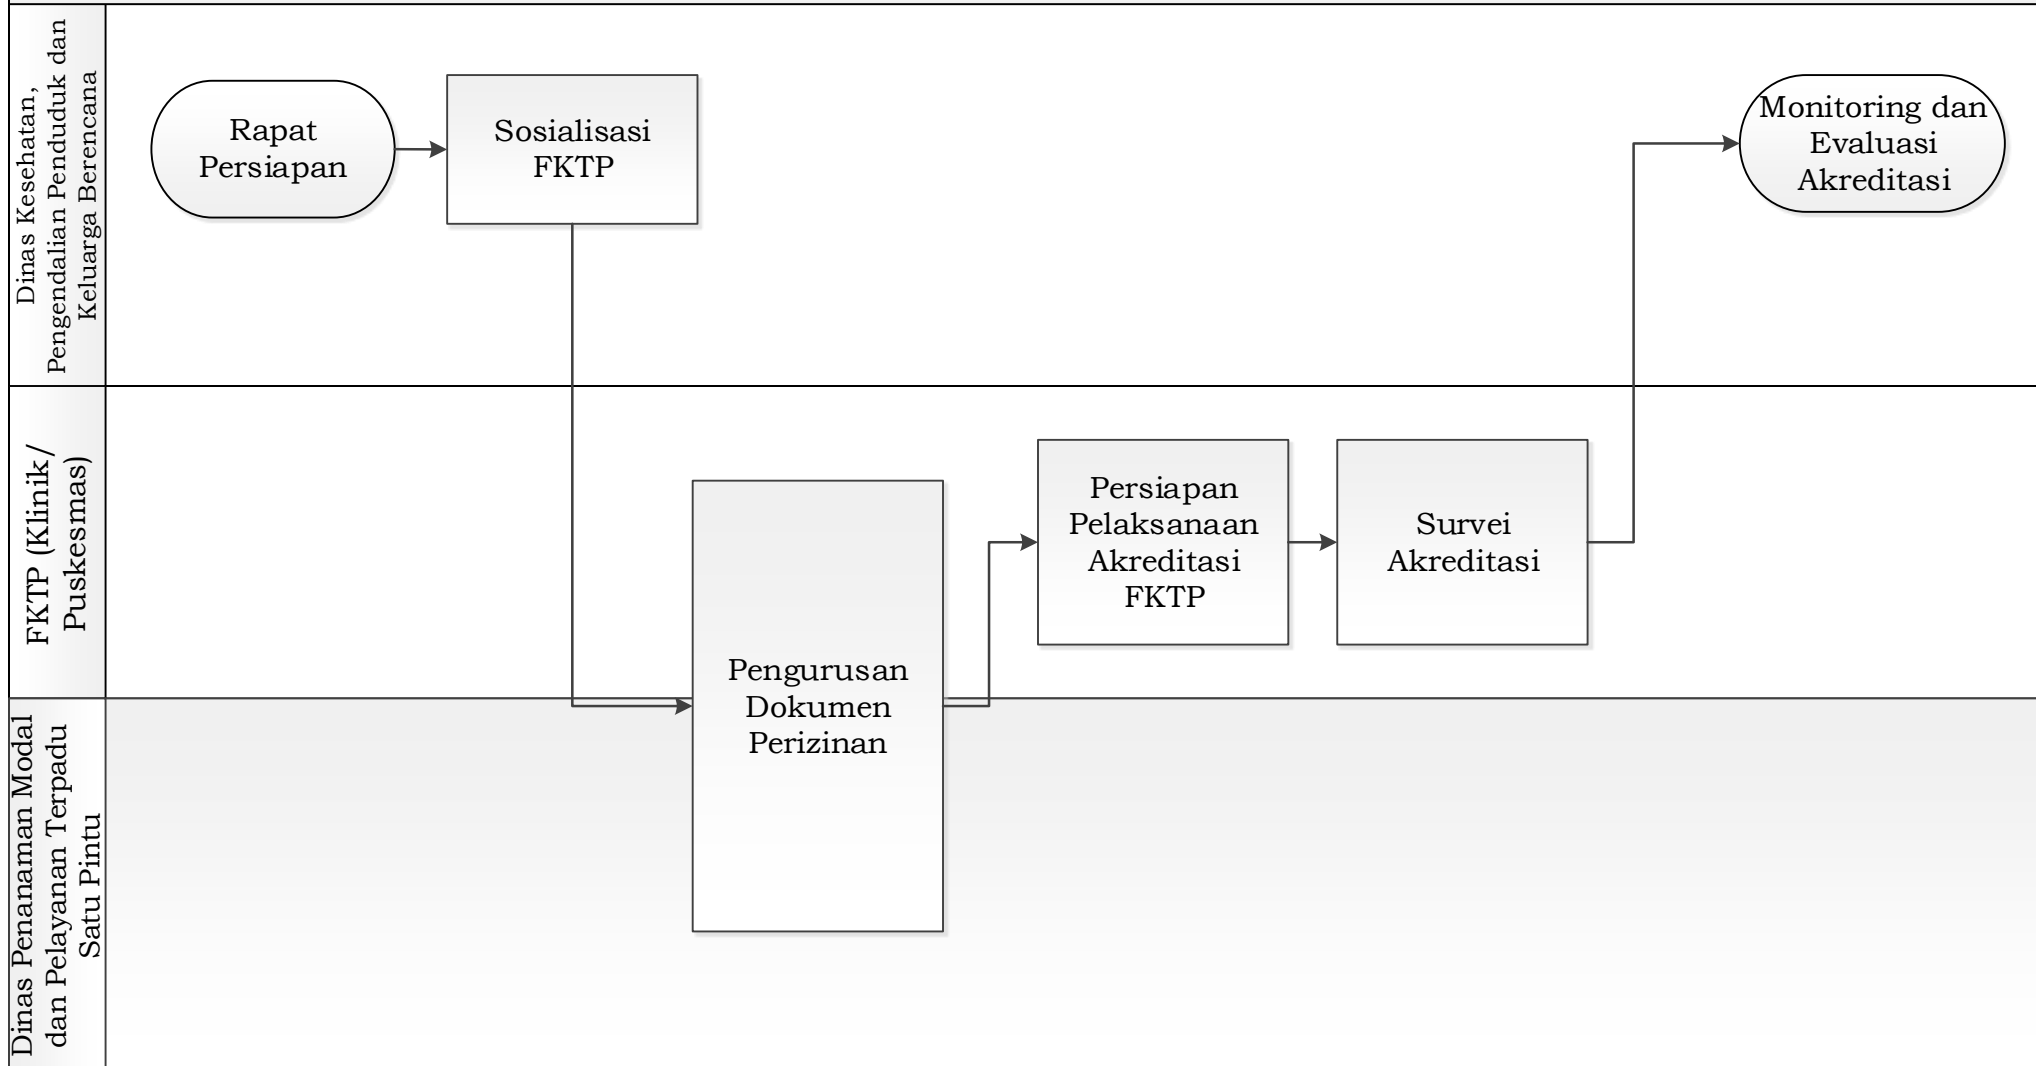 Dinas Kesehatan,
Pengendalian Penduduk dan
Keluarga Berencana
Rapat
Persiapan
Sosialisasi
FKTP
Monitoring dan
Evaluasi
Akreditasi
FKTP (Klinik/
Puskesmas)
Pengurusan
Dokumen
Perizinan
Persiapan
Pelaksanaan
Akreditasi
FKTP
Survei
Akreditasi
Dinas Penanaman Modal
dan Pelayanan Terpadu
Satu Pintu